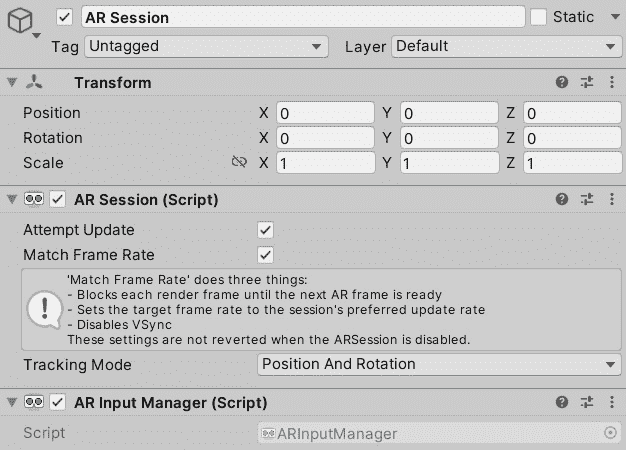 AR Session Static
Tag Untagged Layer Default
Transform
Position X 0 Y 0 Z 0
Rotation X 0 Y 0 Z 0
Scale X 1 Y 1 Z 1
AR Session (Script)
Attempt Update
Match Frame Rate
'Match Frame Rate' does three things:
- Blocks each render frame until the next AR frame is ready
- Sets the target frame rate to the session's preferred update rate
- Disables VSync
These settings are not reverted when the ARSession is disabled.
Tracking Mode Position And Rotation
AR Input Manager (Script)
Script ARInputManager